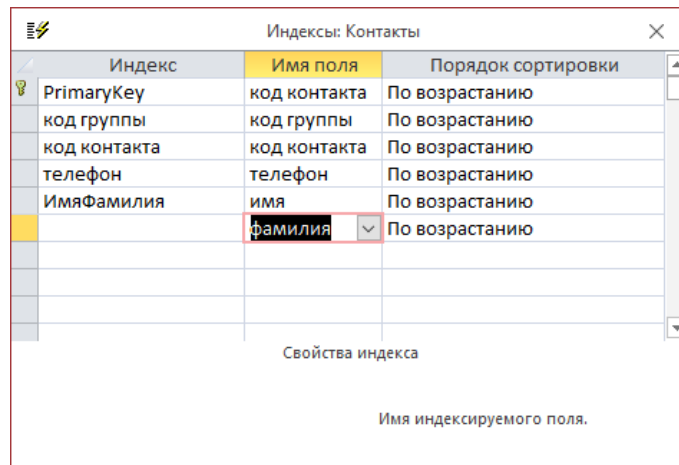 Индексы: Контакты
Индекс Имя поля Порядок сортировки
PrimaryKey код контакта По возрастанию
код группы код группы По возрастанию
код контакта код контакта По возрастанию
телефон телефон По возрастанию
ИмяФамилия имя По возрастанию
фамилия По возрастанию
Свойства индекса
Имя индексируемого поля.